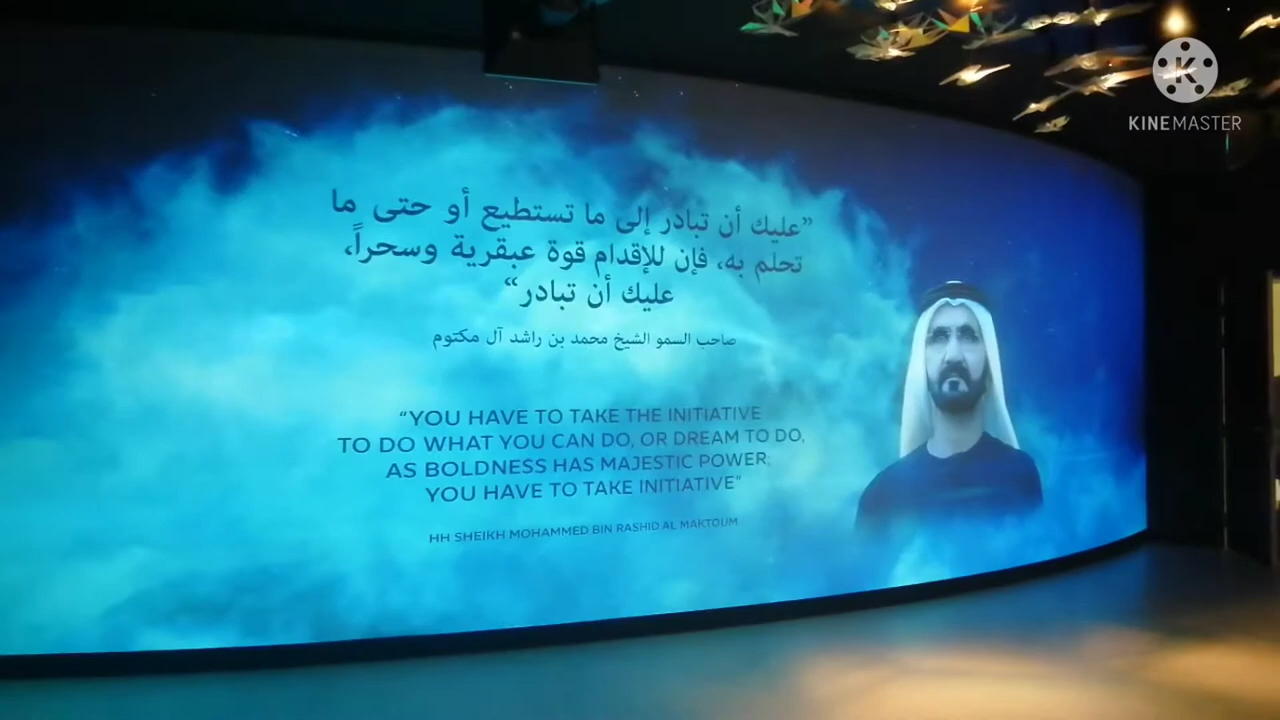 ”عليك أن تبادر إلى ما تستطيع أو حتى ما
تحلم به، فإن للإقدام قوة عبقرية وسحراً،
عليك أن تبادر“
صاحب السمو الشيخ محمد بن راشد آل مكتوم
“YOU HAVE TO TAKE THE INITIATIVE
TO DO WHAT YOU CAN DO, OR DREAM TO DO,
AS BOLDNESS HAS MAJESTIC POWER;
YOU HAVE TO TAKE INITIATIVE”
HH SHEIKH MOHAMMED BIN RASHID AL MAKTOUM
K
KINEMASTER